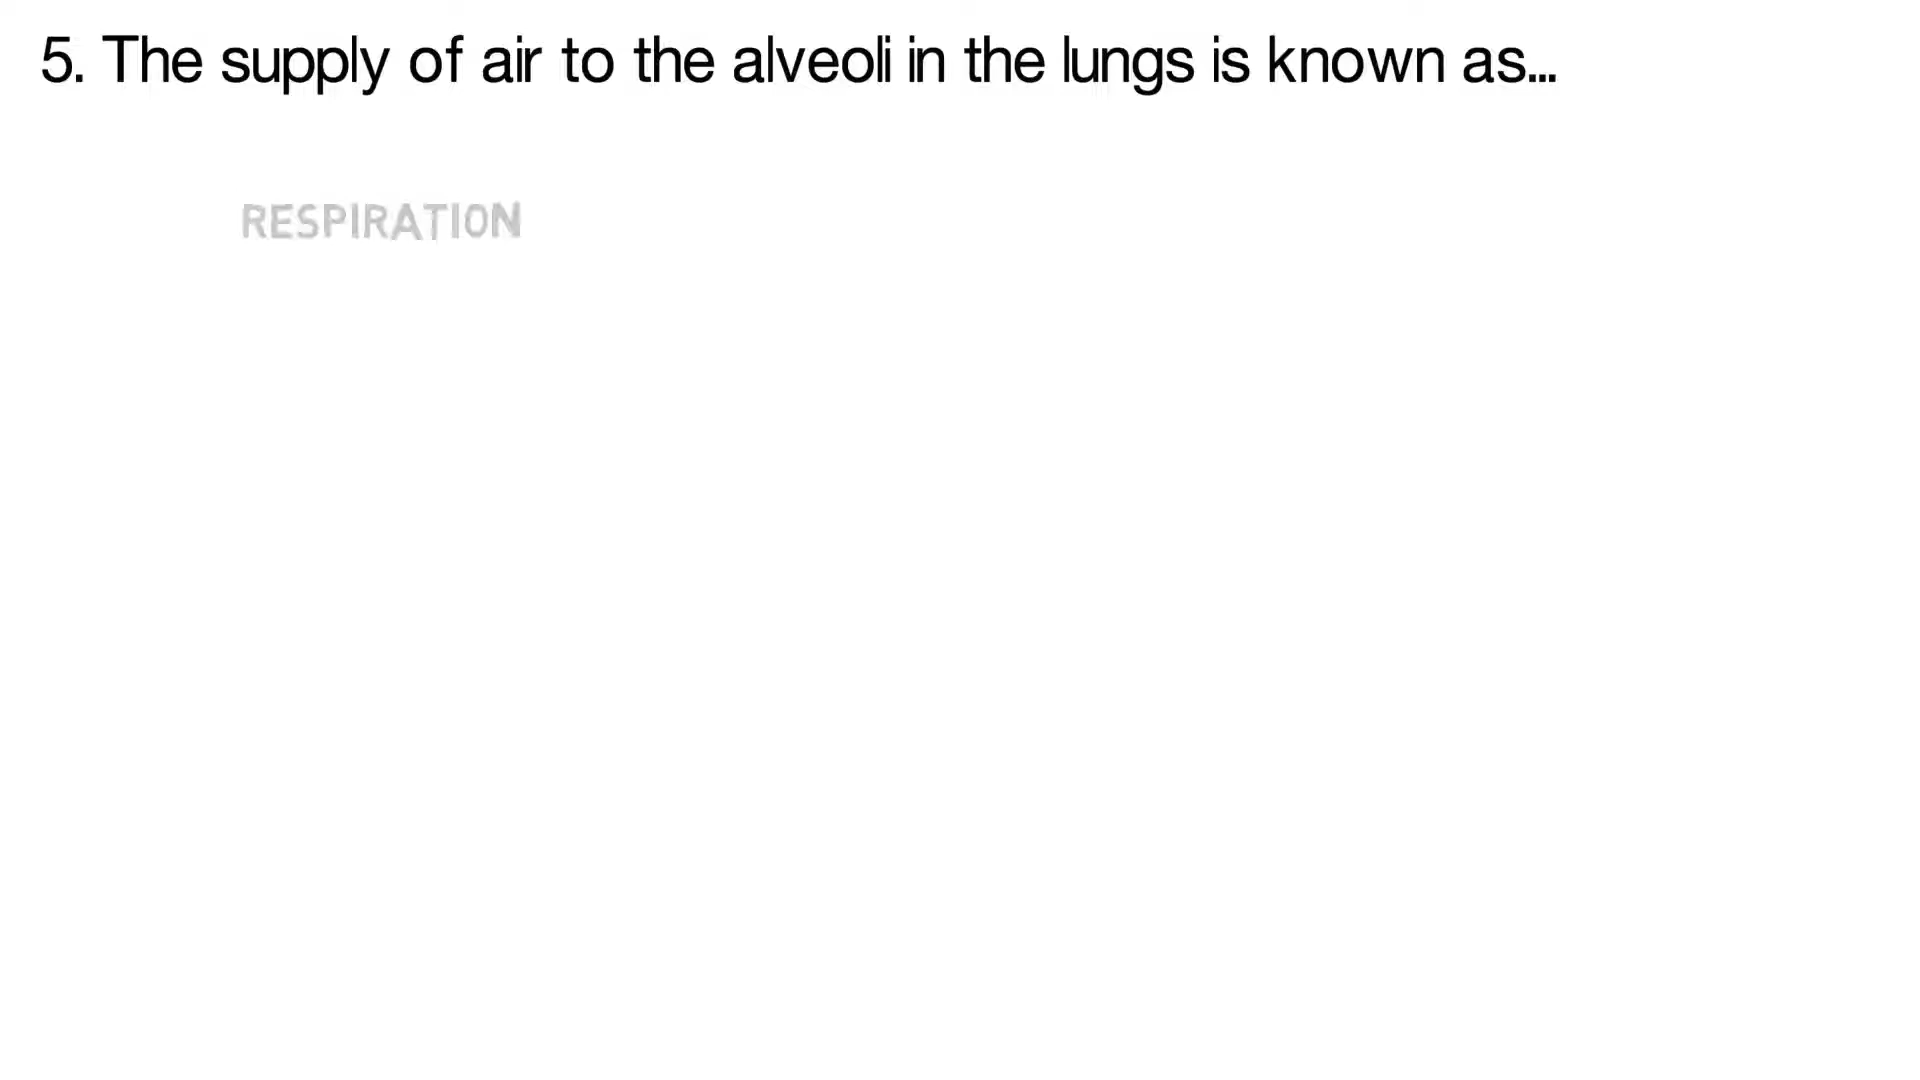 5. The supply of air to the alveoli in the lungs is known as...
RESPIRATION